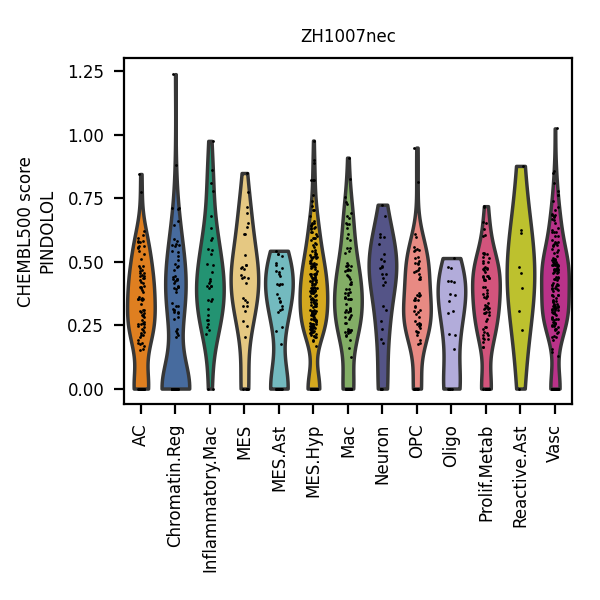 ZH1007nec
CHEMBL500 score
PINDOLOL
1.25
1.00
0.75
0.50
0.25
0.00
AC
Chromatin.Reg
Inflammatory.Mac
MES
MES.Ast
MES.Hyp
Mac
Neuron
OPC
Oligo
Prolif.Metab
Reactive.Ast
Vasc